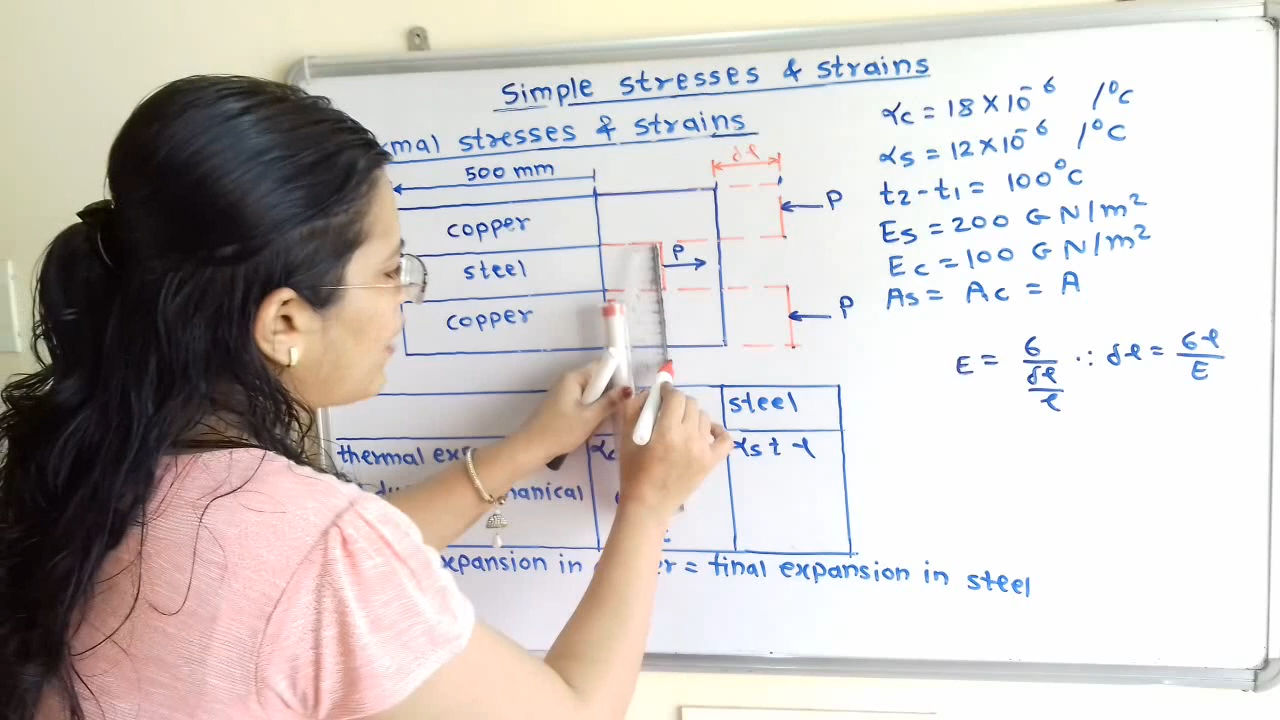 Simple stresses & strains
mal stresses & strains
500 mm
δl
copper
steel
copper
P
P
P
αc = 18 × 10⁻⁶ /°C
αs = 12 × 10⁻⁶ /°C
t2 - t1 = 100°C
Es = 200 GN/m²
Ec = 100 GN/m²
As = Ac = A
E = σ / (δl / l) ∴ δl = σl / E
steel
thermal ex
αs t l
anical
xpansion in er = final expansion in steel